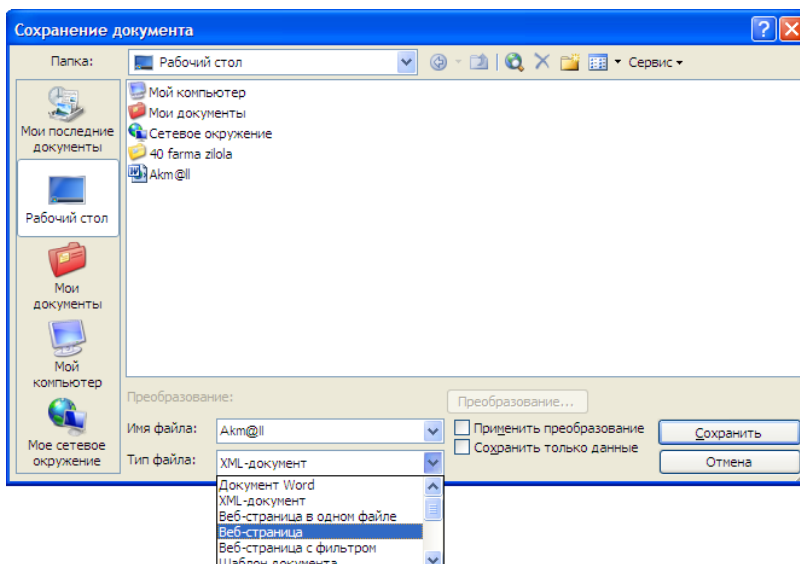 Сохранение документа
Папка:
Рабочий стол
Сервис
Мой компьютер
Мои документы
Сетевое окружение
40 farma zilola
Akm@ll
Мои последние
документы
Рабочий стол
Мои
документы
Мой
компьютер
Мое сетевое
окружение
Преобразование:
Преобразование...
Имя файла:
Akm@ll
Применить преобразование
Сохранить
Тип файла:
XML-документ
Сохранить только данные
Отмена
Документ Word
XML-документ
Веб-страница в одном файле
Веб-страница
Веб-страница с фильтром
Шаблон документа